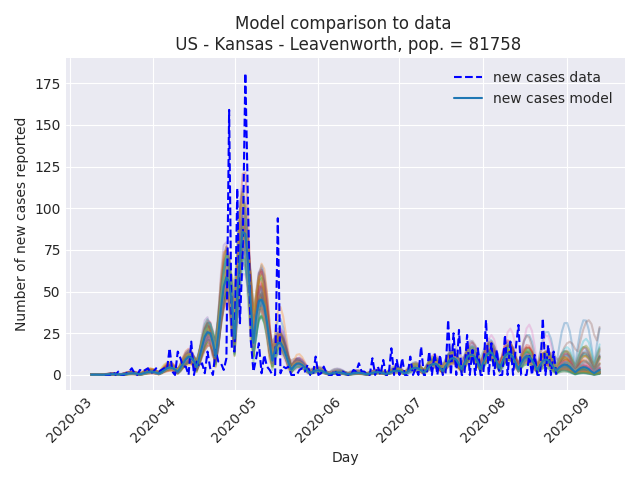 Model comparison to data
US - Kansas - Leavenworth, pop. = 81758
new cases data
new cases model
Number of new cases reported
175
150
125
100
75
50
25
0
2020-03
2020-04
2020-05
2020-06
2020-07
2020-08
2020-09
Day